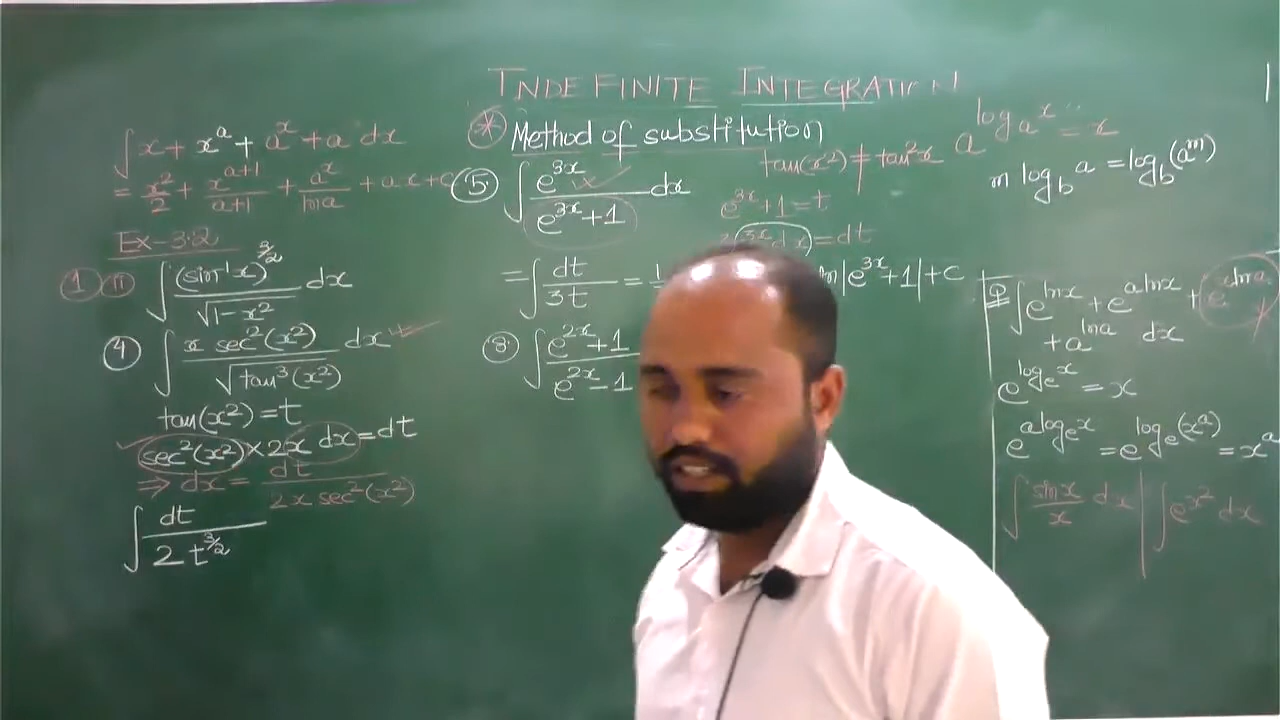 INDEFINITE INTEGRATION
∫ x + x^a + a^x + a dx
= x²/2 + x^(a+1)/(a+1) + a^x/ln a + ax + c
Ex-3.2
① ⑪ ∫ (sin⁻¹x)^(3/2) / √(1-x²) dx
④ ∫ x sec²(x²) / √(tan³(x²)) dx
tan(x²) = t
sec²(x²) × 2x dx = dt
⇒ dx = dt / (2x sec²(x²))
∫ dt / (2 t^(3/2))
* Method of substitution
⑤ ∫ e^(3x) / (e^(3x)+1) dx
= ∫ dt / 3t =
ln|e^(3x)+1| + c
⑧ ∫ (e^(2x)+1) / (e^(2x)-1)
tan(x²) ≠ tan²x
e^(3x)+1 = t
3x dx = dt
a^(log_a x) = x
m log_b a = log_b (a^m)
Q ∫ e^(ln x) + e^(a ln x) + e^(a ln a)
+ a^(ln a) dx
e^(log_e x) = x
e^(a log_e x) = e^(log_e (x^a)) = x^a
∫ sin x / x dx | ∫ e^(x²) dx